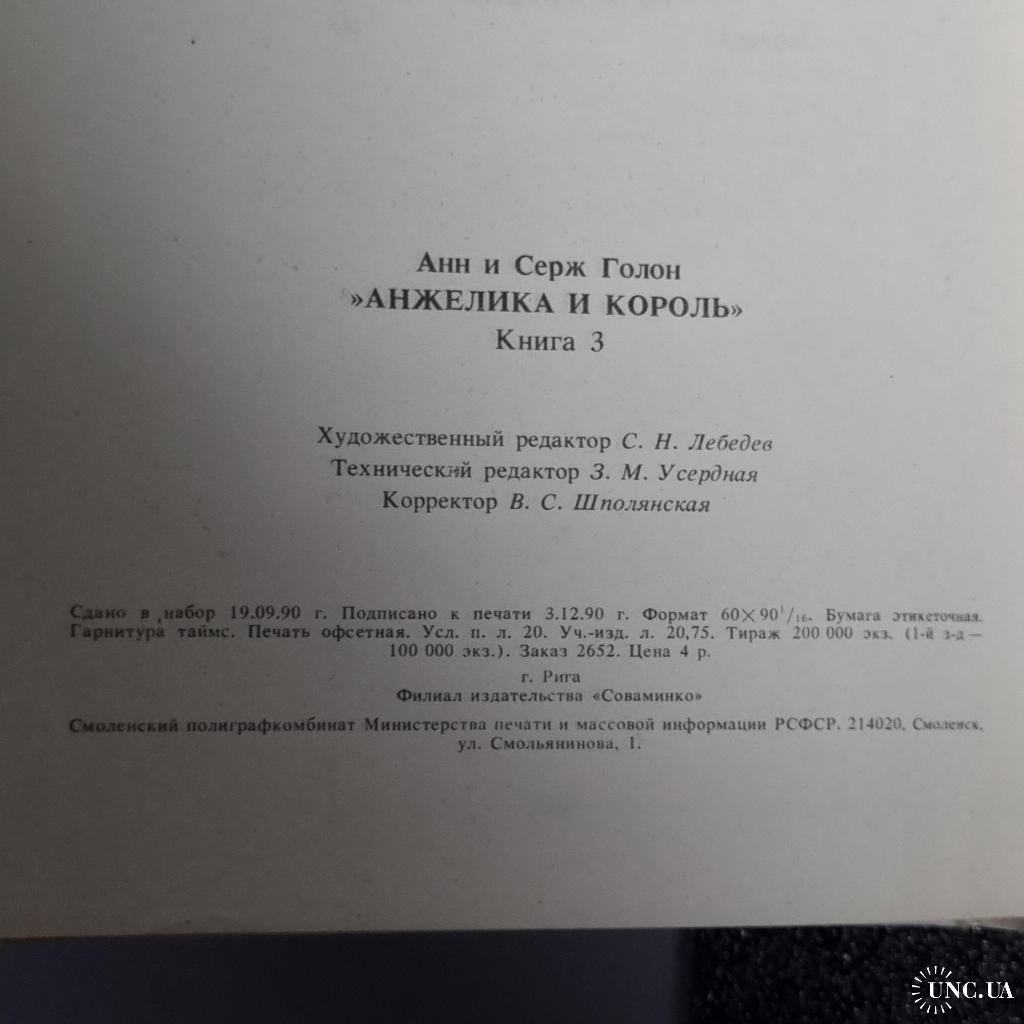 Анн и Серж Голон
»АНЖЕЛИКА И КОРОЛЬ»
Книга 3
Художественный редактор С. Н. Лебедев
Технический редактор З. М. Усердная
Корректор В. С. Шполянская
Сдано в набор 19.09.90 г. Подписано к печати 3.12.90 г. Формат 60×90¹/₁₆. Бумага этикеточная.
Гарнитура таймс. Печать офсетная. Усл. п. л. 20. Уч.-изд. л. 20,75. Тираж 200 000 экз. (1-й з-д —
100 000 экз.). Заказ 2652. Цена 4 р.
г. Рига
Филиал издательства «Соваминко»
Смоленский полиграфкомбинат Министерства печати и массовой информации РСФСР. 214020, Смоленск,
ул. Смольянинова, 1.
UNC.UA